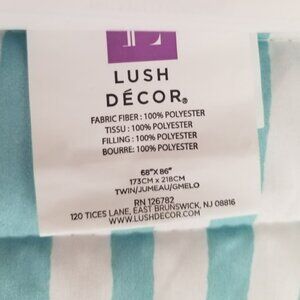 LUSH
DÉCOR®
FABRIC FIBER : 100% POLYESTER
TISSU : 100% POLYESTER
FILLING : 100% POLYESTER
BOURRE: 100% POLYESTER
68"X 86"
173CM x 218CM
TWIN/JUMEAU/GMELO
RN 126782
120 TICES LANE, EAST BRUNSWICK, NJ 08816
WWW.LUSHDECOR.COM